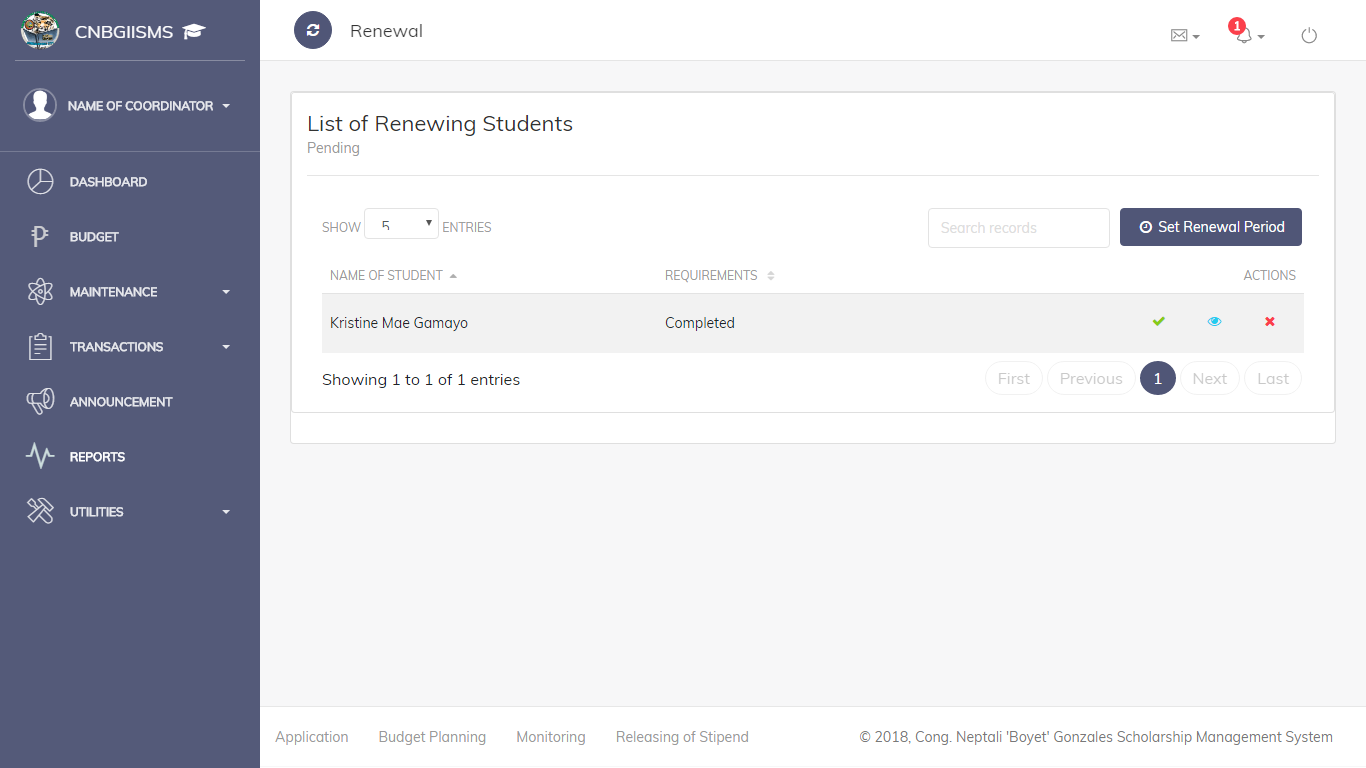 CNBGIISMS
NAME OF COORDINATOR
DASHBOARD
BUDGET
MAINTENANCE
TRANSACTIONS
ANNOUNCEMENT
REPORTS
UTILITIES
Renewal
1
List of Renewing Students
Pending
SHOW 5 ENTRIES
Search records
Set Renewal Period
NAME OF STUDENT REQUIREMENTS ACTIONS
Kristine Mae Gamayo Completed
Showing 1 to 1 of 1 entries
First Previous 1 Next Last
Application Budget Planning Monitoring Releasing of Stipend
© 2018, Cong. Neptali 'Boyet' Gonzales Scholarship Management System